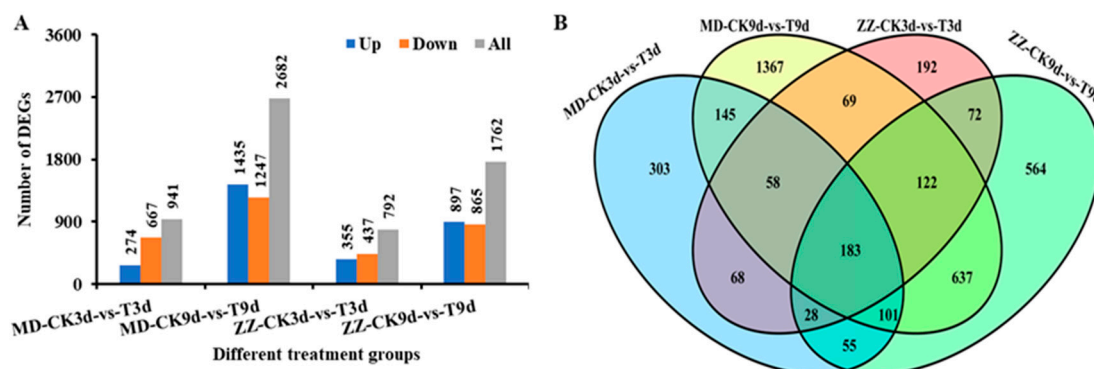 A
3600
2700
1800
900
0
Number of DEGs
Up Down All
274
667
941
1435
1247
2682
355
437
792
897
865
1762
MD-CK3d-vs-T3d
MD-CK9d-vs-T9d
ZZ-CK3d-vs-T3d
ZZ-CK9d-vs-T9d
Different treatment groups
B
MD-CK3d-vs-T3d
MD-CK9d-vs-T9d
ZZ-CK3d-vs-T3d
ZZ-CK9d-vs-T9
1367
192
69
145
72
303
58
122
564
183
68
637
28
101
55